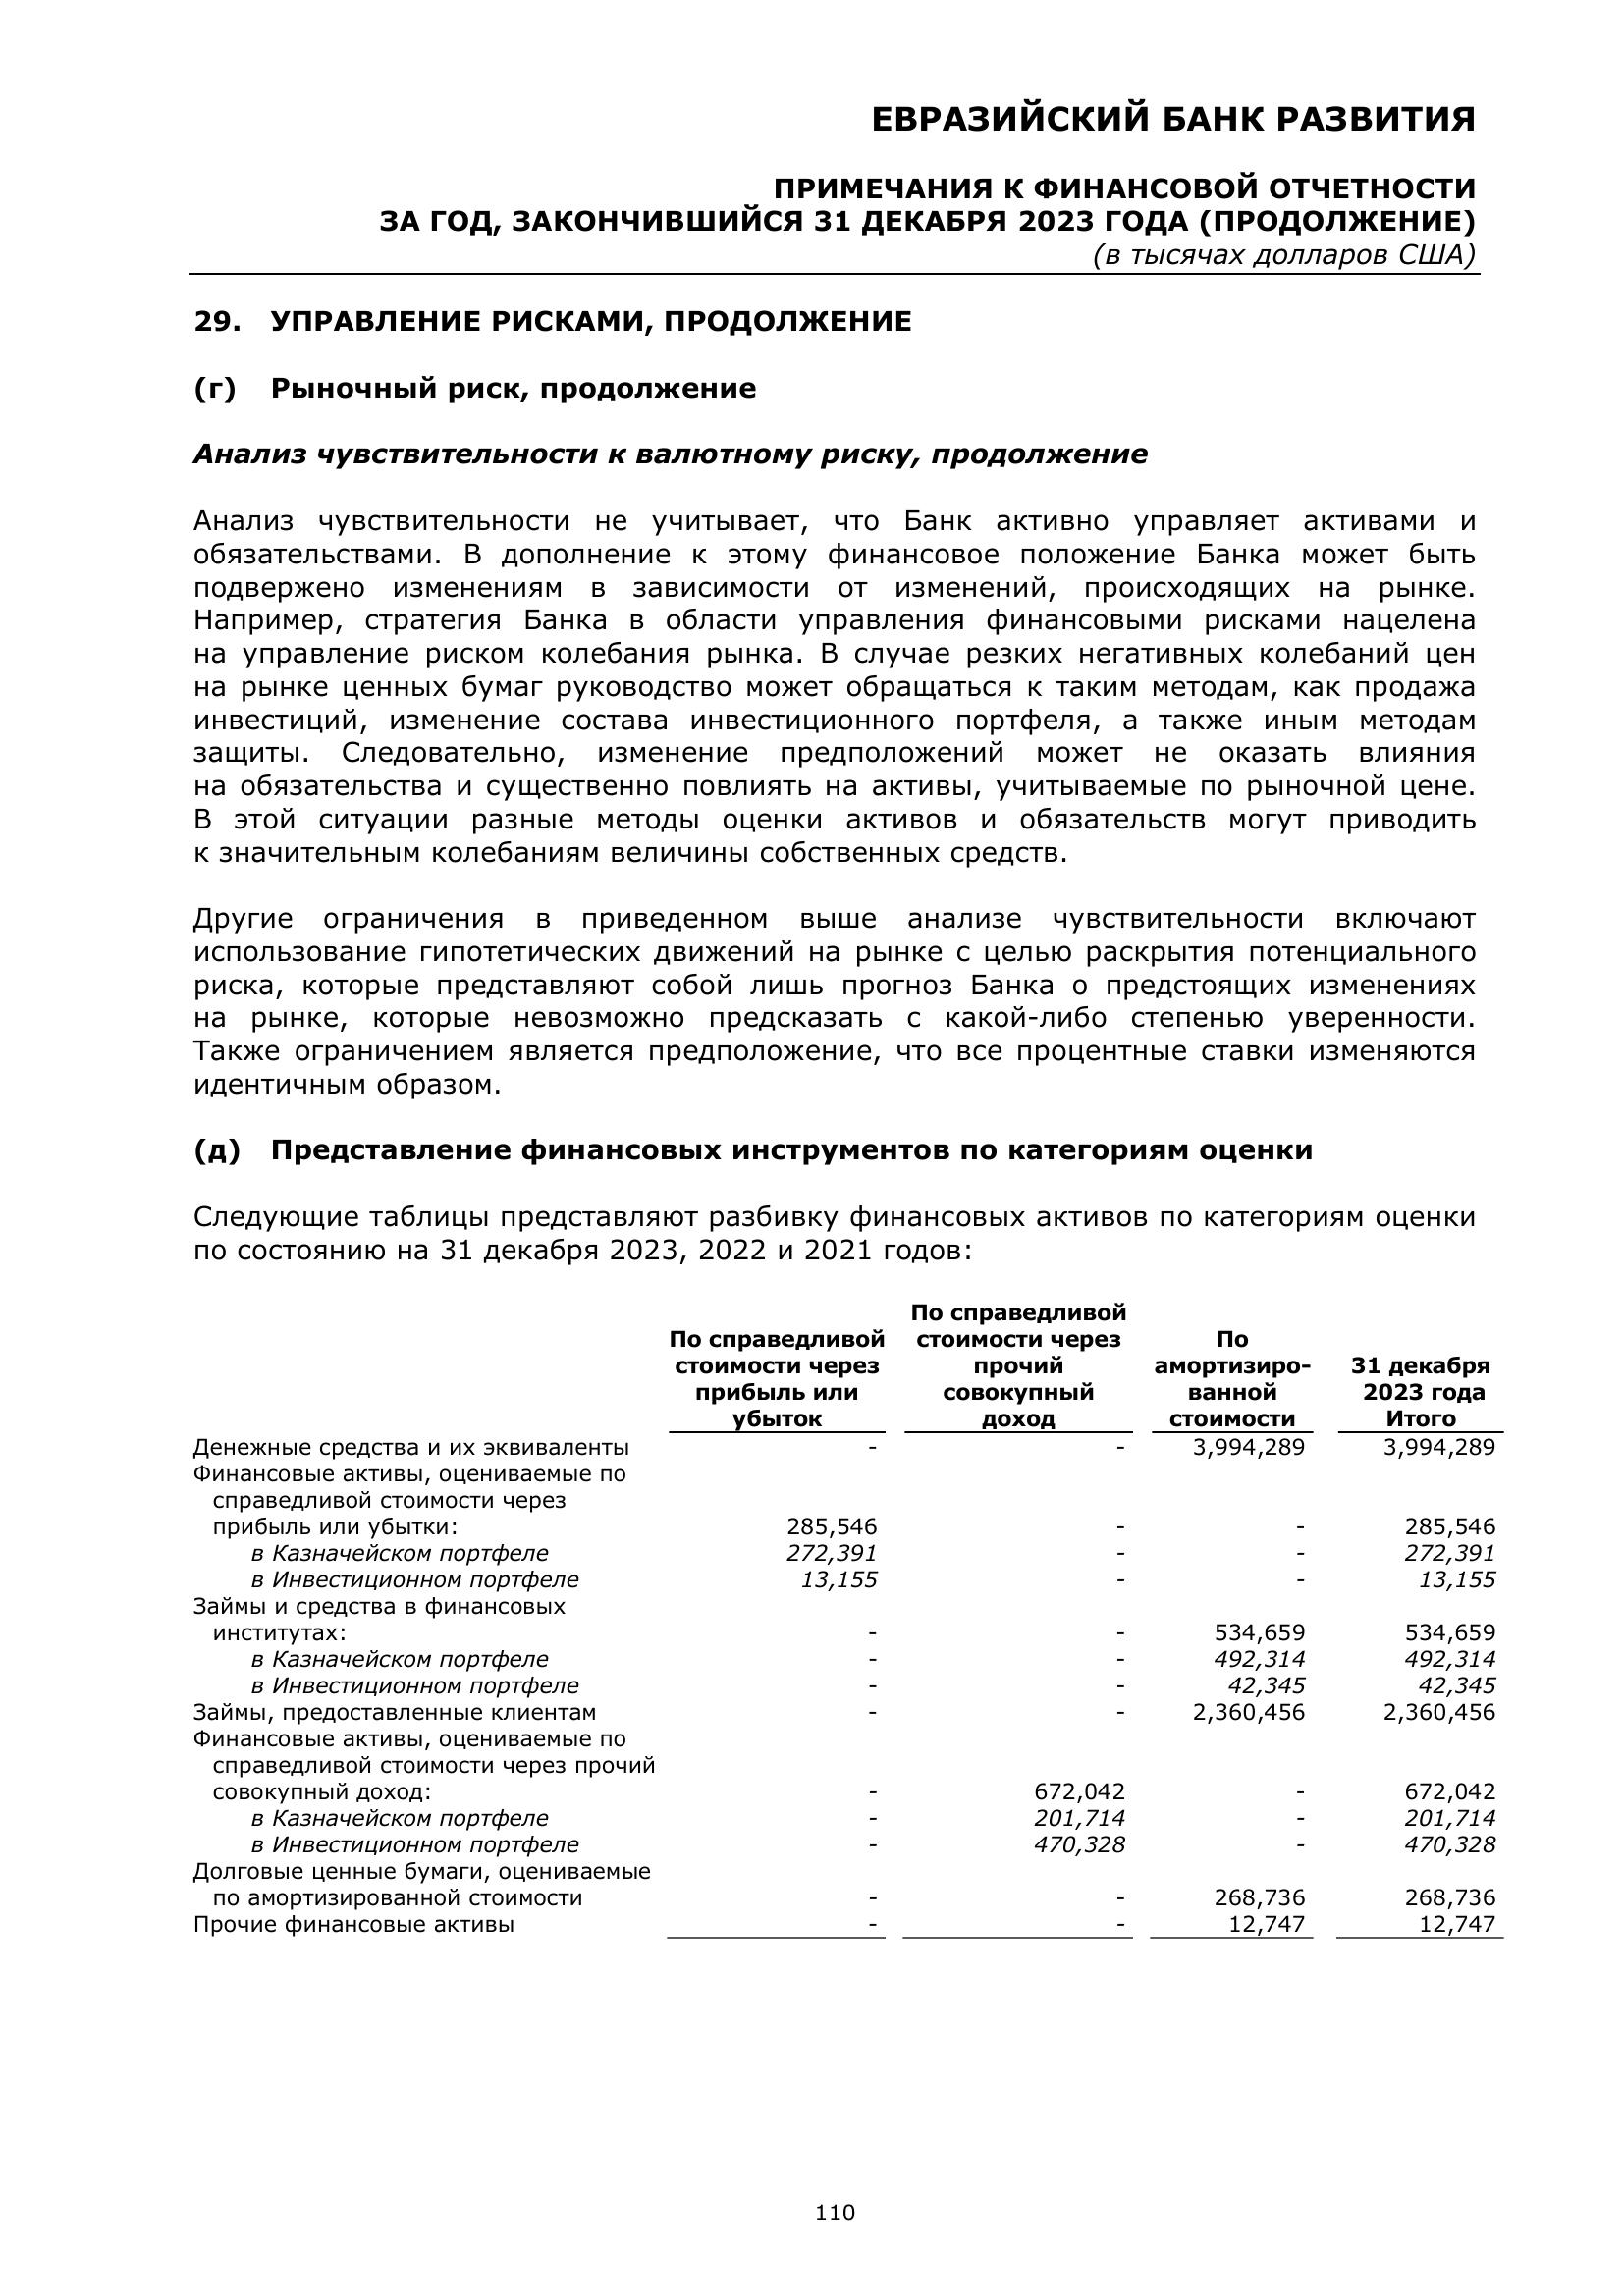 ЕВРАЗИЙСКИЙ БАНК РАЗВИТИЯ
ПРИМЕЧАНИЯ К ФИНАНСОВОЙ ОТЧЕТНОСТИ
ЗА ГОД, ЗАКОНЧИВШИЙСЯ 31 ДЕКАБРЯ 2023 ГОДА (ПРОДОЛЖЕНИЕ)
(в тысячах долларов США)
29. УПРАВЛЕНИЕ РИСКАМИ, ПРОДОЛЖЕНИЕ
(г) Рыночный риск, продолжение
Анализ чувствительности к валютному риску, продолжение
Анализ чувствительности не учитывает, что Банк активно управляет активами и
обязательствами. В дополнение к этому финансовое положение Банка может быть
подвержено изменениям в зависимости от изменений, происходящих на рынке.
Например, стратегия Банка в области управления финансовыми рисками нацелена
на управление риском колебания рынка. В случае резких негативных колебаний цен
на рынке ценных бумаг руководство может обращаться к таким методам, как продажа
инвестиций, изменение состава инвестиционного портфеля, а также иным методам
защиты. Следовательно, изменение предположений может не оказать влияния
на обязательства и существенно повлиять на активы, учитываемые по рыночной цене.
В этой ситуации разные методы оценки активов и обязательств могут приводить
к значительным колебаниям величины собственных средств.
Другие ограничения в приведенном выше анализе чувствительности включают
использование гипотетических движений на рынке с целью раскрытия потенциального
риска, которые представляют собой лишь прогноз Банка о предстоящих изменениях
на рынке, которые невозможно предсказать с какой-либо степенью уверенности.
Также ограничением является предположение, что все процентные ставки изменяются
идентичным образом.
(д) Представление финансовых инструментов по категориям оценки
Следующие таблицы представляют разбивку финансовых активов по категориям оценки
по состоянию на 31 декабря 2023, 2022 и 2021 годов:
По справедливой
По справедливой стоимости через По
стоимости через прочий амортизиро- 31 декабря
прибыль или совокупный ванной 2023 года
убыток доход стоимости Итого
Денежные средства и их эквиваленты - - 3,994,289 3,994,289
Финансовые активы, оцениваемые по
справедливой стоимости через
прибыль или убытки: 285,546 - - 285,546
в Казначейском портфеле 272,391 - - 272,391
в Инвестиционном портфеле 13,155 - - 13,155
Займы и средства в финансовых
институтах: - - 534,659 534,659
в Казначейском портфеле - - 492,314 492,314
в Инвестиционном портфеле - - 42,345 42,345
Займы, предоставленные клиентам - - 2,360,456 2,360,456
Финансовые активы, оцениваемые по
справедливой стоимости через прочий
совокупный доход: - 672,042 - 672,042
в Казначейском портфеле - 201,714 - 201,714
в Инвестиционном портфеле - 470,328 - 470,328
Долговые ценные бумаги, оцениваемые
по амортизированной стоимости - - 268,736 268,736
Прочие финансовые активы - - 12,747 12,747
110